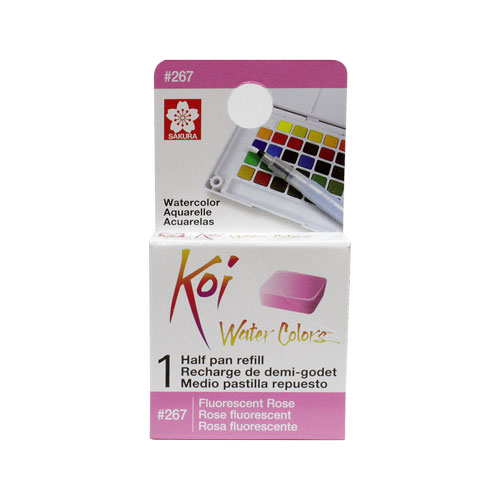 #267
SAKURA
Watercolor
Aquarelle
Acuarelas
Koi
Water Colors
1 Half pan refill
Recharge de demi-godet
Medio pastilla repuesto
#267 Fluorescent Rose
Rose fluorescent
Rosa fluorescente